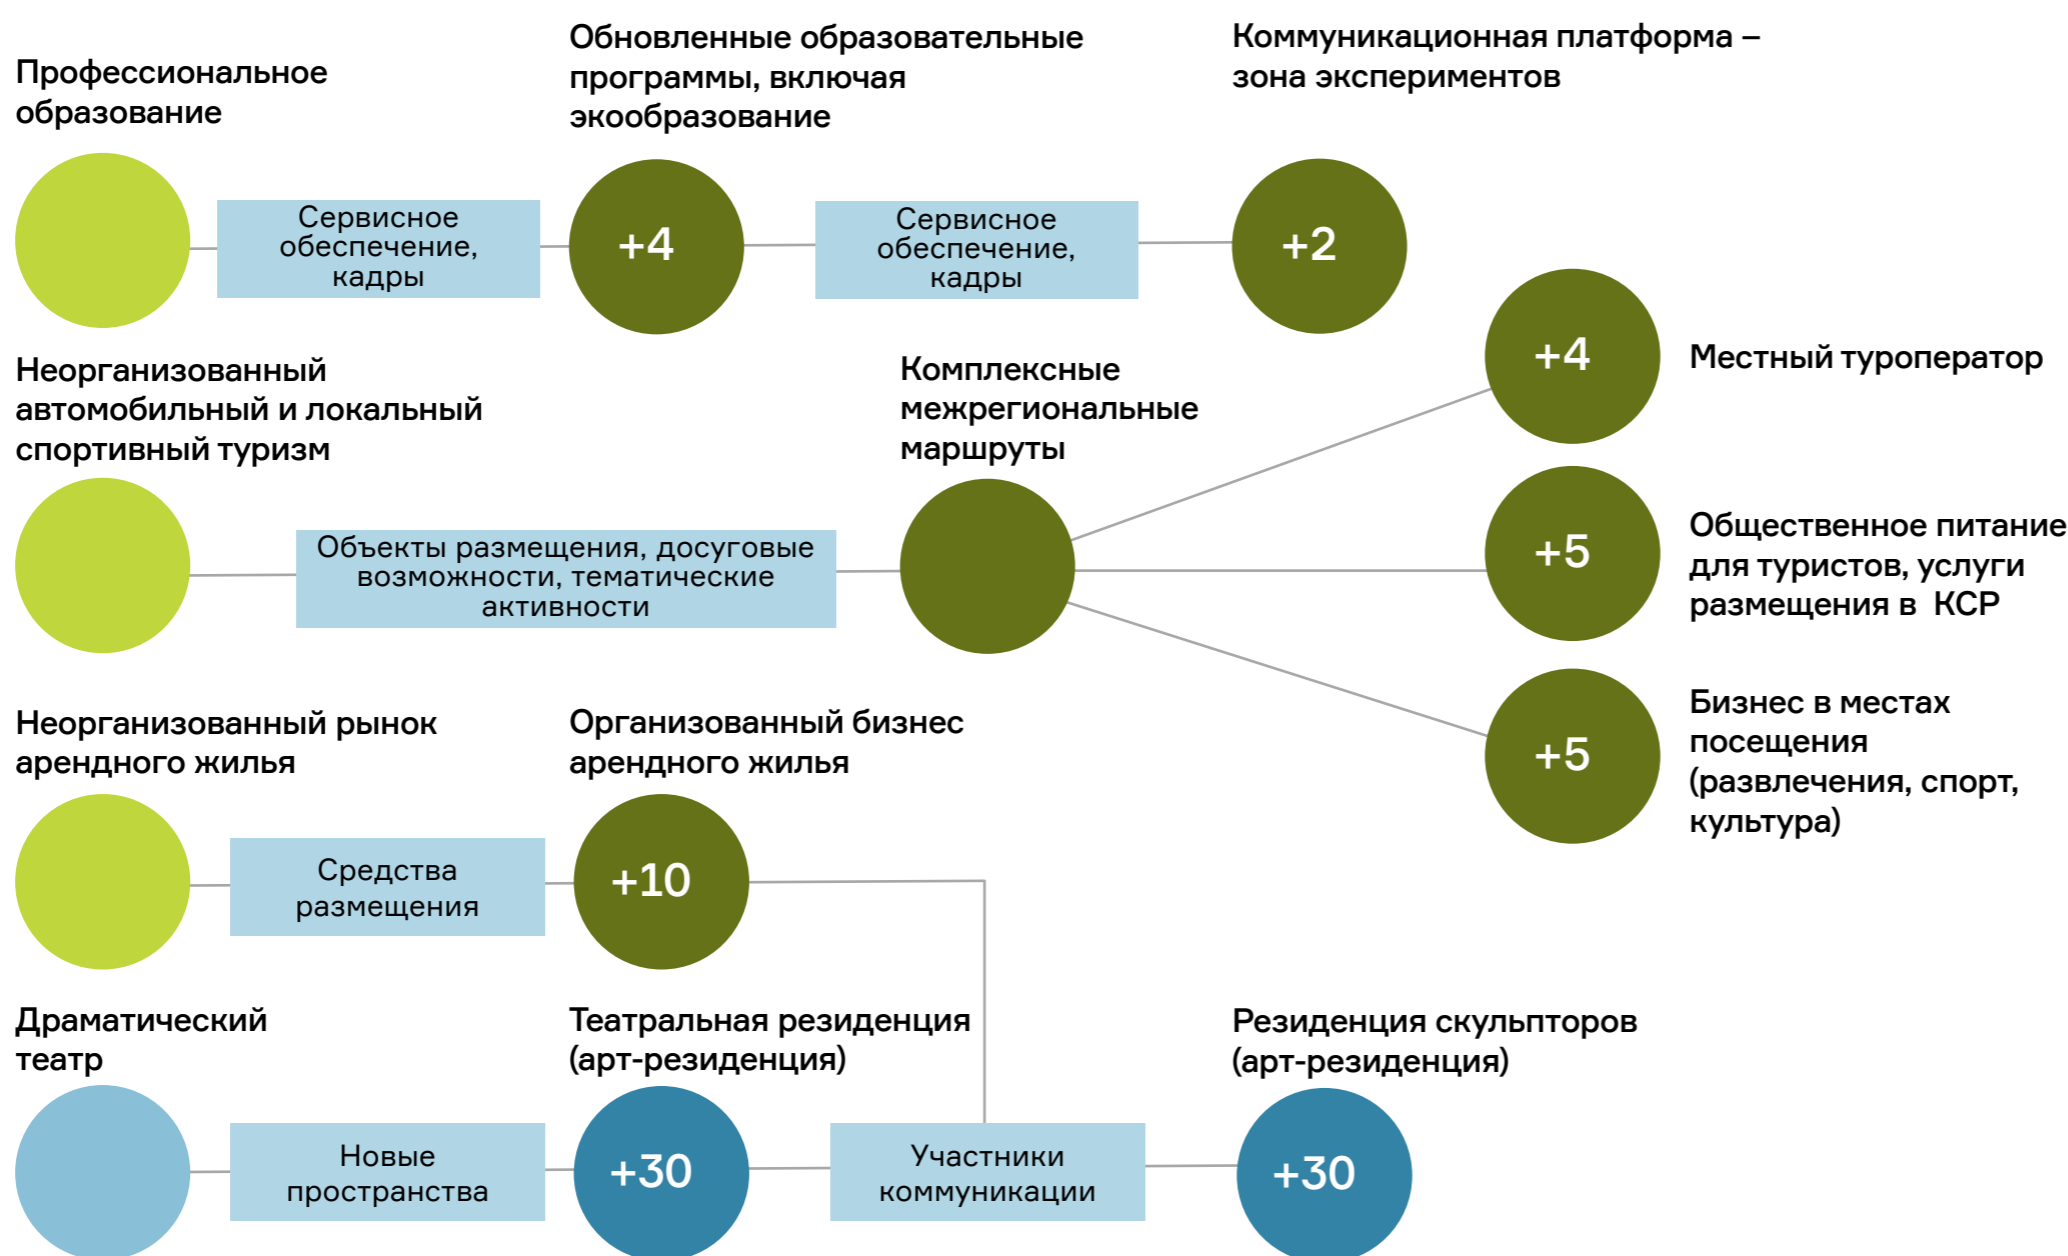 Профессиональное
образование
Обновленные образовательные
программы, включая
экообразование
Коммуникационная платформа –
зона экспериментов
Сервисное
обеспечение,
кадры
+4
Сервисное
обеспечение,
кадры
+2
Неорганизованный
автомобильный и локальный
спортивный туризм
Объекты размещения, досуговые
возможности, тематические
активности
Комплексные
межрегиональные
маршруты
+4
Местный туроператор
+5
Общественное питание
для туристов, услуги
размещения в КСР
+5
Бизнес в местах
посещения
(развлечения, спорт,
культура)
Неорганизованный рынок
арендного жилья
Средства
размещения
Организованный бизнес
арендного жилья
+10
Драматический
театр
Новые
пространства
Театральная резиденция
(арт-резиденция)
+30
Участники
коммуникации
Резиденция скульпторов
(арт-резиденция)
+30